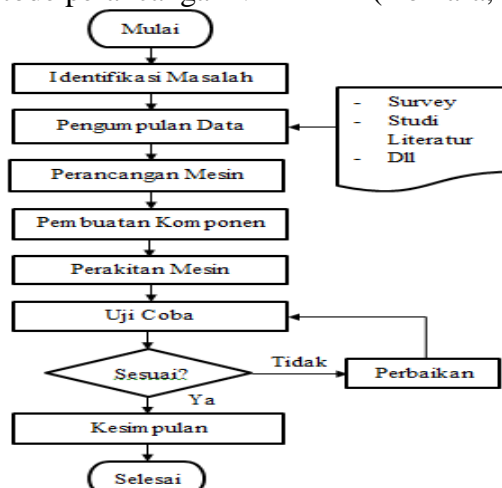 Mulai
Identifikasi Masalah
Pengumpulan Data
- Survey
- Studi
Literatur
- Dll
Perancangan Mesin
Pembuatan Komponen
Perakitan Mesin
Uji Coba
Sesuai?
Tidak
Perbaikan
Ya
Kesimpulan
Selesai